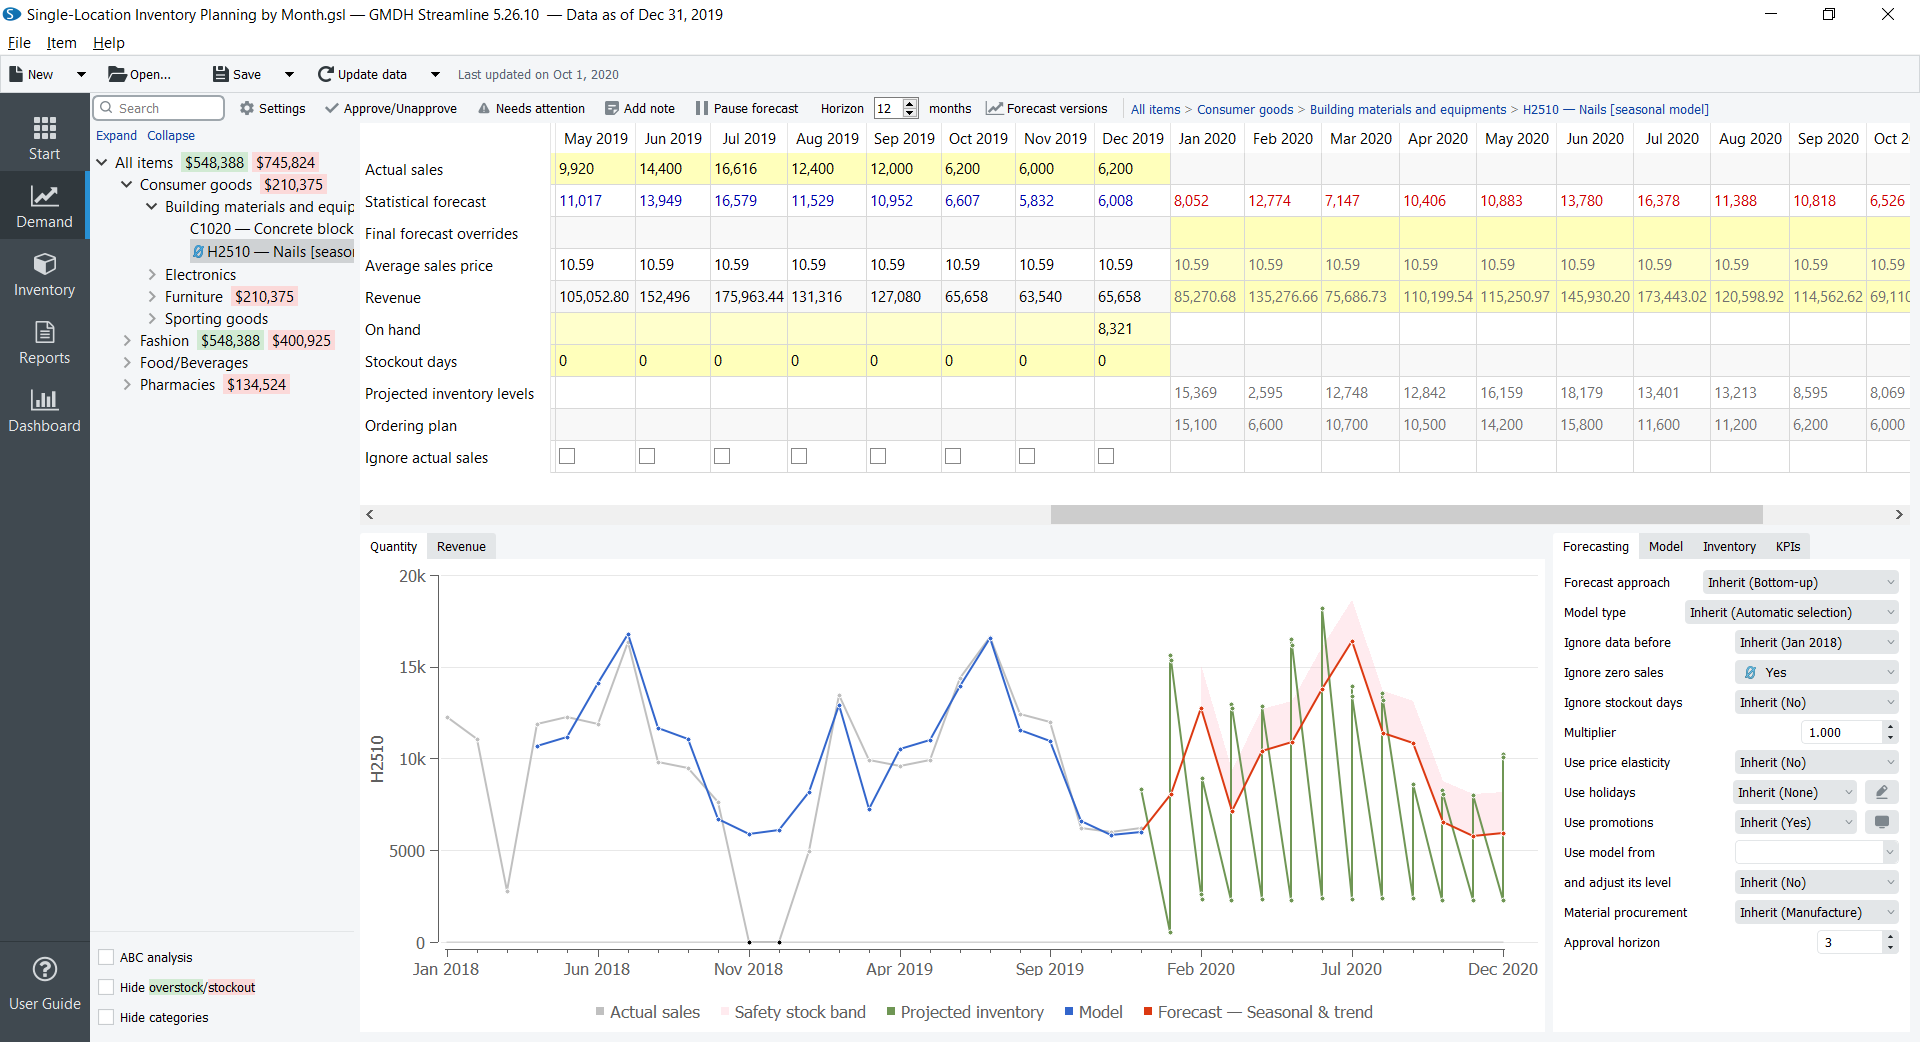 Single-Location Inventory Planning by Month.gsl — GMDH Streamline 5.26.10 — Data as of Dec 31, 2019
File Item Help
New Open... Save Update data Last updated on Oct 1, 2020
Search Settings Approve/Unapprove Needs attention Add note Pause forecast Horizon 12 months Forecast versions All items > Consumer goods > Building materials and equipments > H2510 — Nails [seasonal model]
Start
Demand
Inventory
Reports
Dashboard
User Guide
Expand Collapse
All items $548,388 $745,824
Consumer goods $210,375
Building materials and equip
C1020 — Concrete block
H2510 — Nails [seaso
Electronics
Furniture $210,375
Sporting goods
Fashion $548,388 $400,925
Food/Beverages
Pharmacies $134,524
ABC analysis
Hide overstock/stockout
Hide categories
May 2019 Jun 2019 Jul 2019 Aug 2019 Sep 2019 Oct 2019 Nov 2019 Dec 2019 Jan 2020 Feb 2020 Mar 2020 Apr 2020 May 2020 Jun 2020 Jul 2020 Aug 2020 Sep 2020 Oct 2
Actual sales 9,920 14,400 16,616 12,400 12,000 6,200 6,000 6,200
Statistical forecast 11,017 13,949 16,579 11,529 10,952 6,607 5,832 6,008 8,052 12,774 7,147 10,406 10,883 13,780 16,378 11,388 10,818 6,526
Final forecast overrides
Average sales price 10.59 10.59 10.59 10.59 10.59 10.59 10.59 10.59 10.59 10.59 10.59 10.59 10.59 10.59 10.59 10.59 10.59 10.59
Revenue 105,052.80 152,496 175,963.44 131,316 127,080 65,658 63,540 65,658 85,270.68 135,276.66 75,686.73 110,199.54 115,250.97 145,930.20 173,443.02 120,598.92 114,562.62 69,110
On hand 8,321
Stockout days 0 0 0 0 0 0 0 0
Projected inventory levels 15,369 2,595 12,748 12,842 16,159 18,179 13,401 13,213 8,595 8,069
Ordering plan 15,100 6,600 10,700 10,500 14,200 15,800 11,600 11,200 6,200 6,000
Ignore actual sales
Quantity Revenue
20k
15k
10k
5000
0
H2510
Jan 2018 Jun 2018 Nov 2018 Apr 2019 Sep 2019 Feb 2020 Jul 2020 Dec 2020
Actual sales Safety stock band Projected inventory Model Forecast — Seasonal & trend
Forecasting Model Inventory KPIs
Forecast approach Inherit (Bottom-up)
Model type Inherit (Automatic selection)
Ignore data before Inherit (Jan 2018)
Ignore zero sales Yes
Ignore stockout days Inherit (No)
Multiplier 1.000
Use price elasticity Inherit (No)
Use holidays Inherit (None)
Use promotions Inherit (Yes)
Use model from
and adjust its level Inherit (No)
Material procurement Inherit (Manufacture)
Approval horizon 3